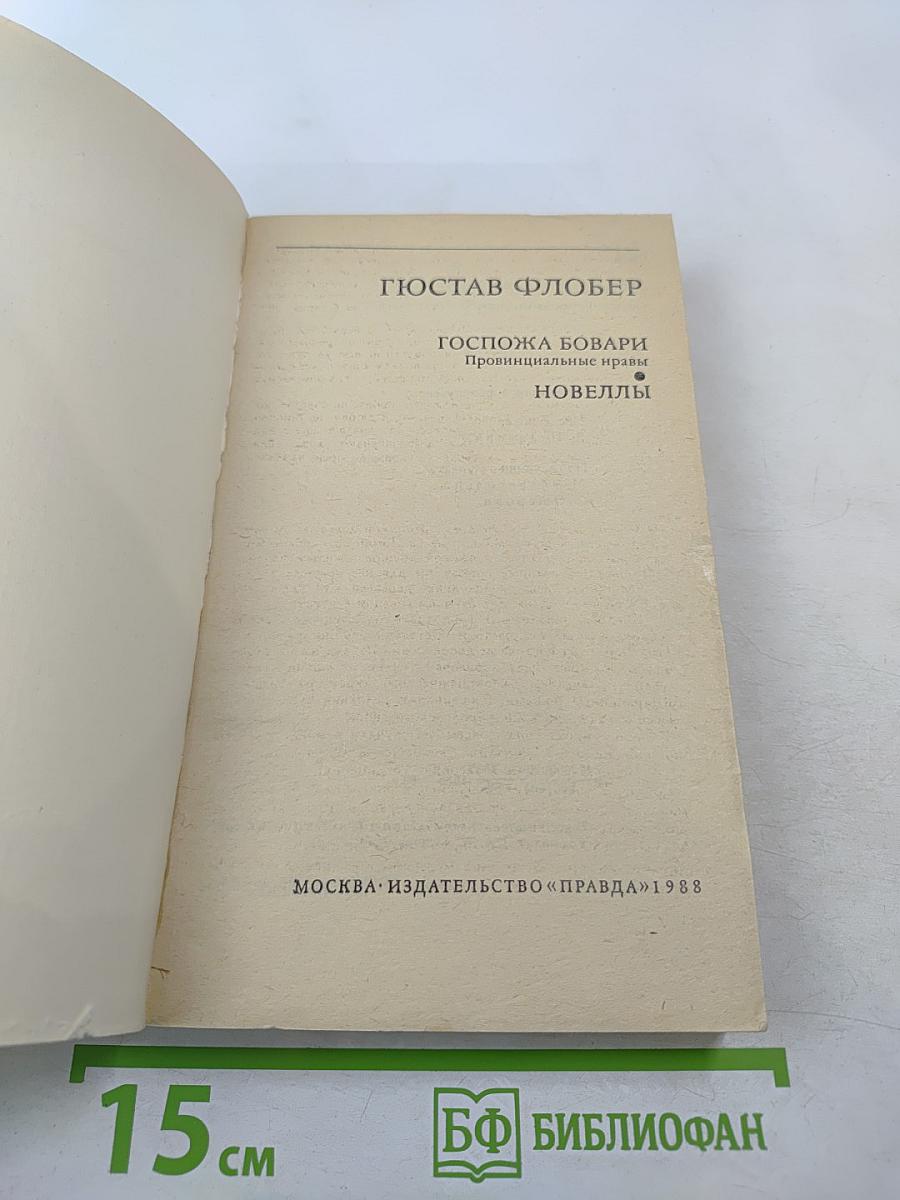 ГЮСТАВ ФЛОБЕР
ГОСПОЖА БОВАРИ
Провинциальные нравы
НОВЕЛЛЫ
МОСКВА · ИЗДАТЕЛЬСТВО «ПРАВДА» 1988
15 см
БФ БИБЛИОФАН